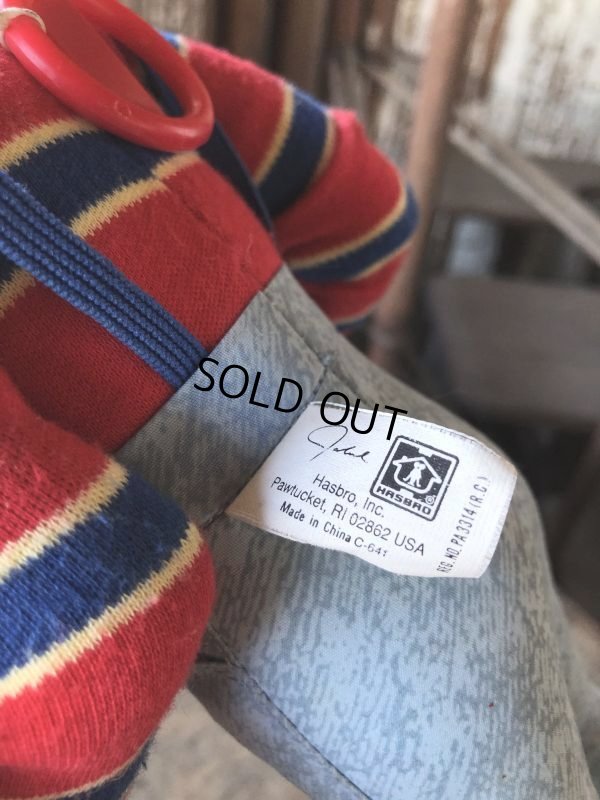 SOLD OUT
HASBRO ®
Hasbro, Inc.
Pawtucket, RI 02862 USA
Made in China C-641
REG. NO. PA3314 (R.C.)